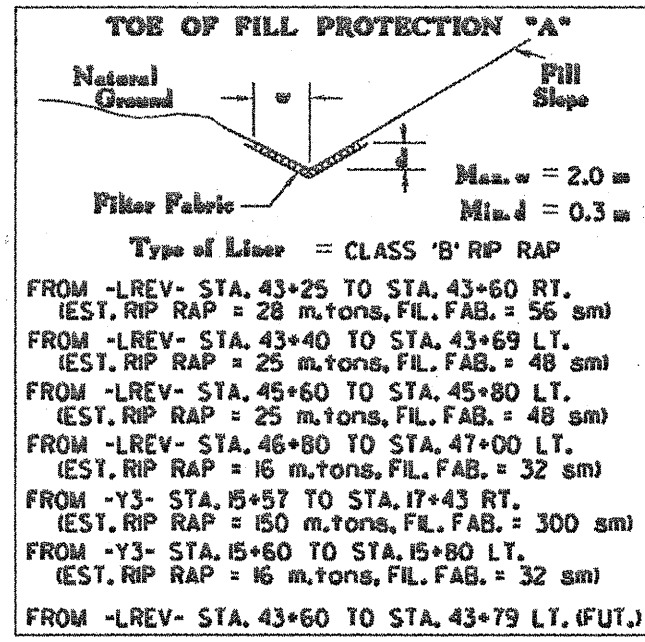 TOE OF FILL PROTECTION "A"
Natural
Ground
w
Fill
Slope
d
Filter Fabric
Max. w = 2.0 m
Min. d = 0.3 m
Type of Liner = CLASS 'B' RIP RAP
FROM -LREV- STA. 43+25 TO STA. 43+60 RT.
(EST. RIP RAP = 28 m.tons, FIL. FAB. = 56 sm)
FROM -LREV- STA. 43+40 TO STA. 43+69 LT.
(EST. RIP RAP = 25 m.tons, FIL. FAB. = 48 sm)
FROM -LREV- STA. 45+60 TO STA. 45+80 LT.
(EST. RIP RAP = 25 m.tons, FIL. FAB. = 48 sm)
FROM -LREV- STA. 46+80 TO STA. 47+00 LT.
(EST. RIP RAP = 16 m.tons, FIL. FAB. = 32 sm)
FROM -Y3- STA. 15+57 TO STA. 17+43 RT.
(EST. RIP RAP = 150 m.tons, FIL. FAB. = 300 sm)
FROM -Y3- STA. 15+60 TO STA. 15+80 LT.
(EST. RIP RAP = 16 m.tons, FIL. FAB. = 32 sm)
FROM -LREV- STA. 43+60 TO STA. 43+79 LT. (FUT.)